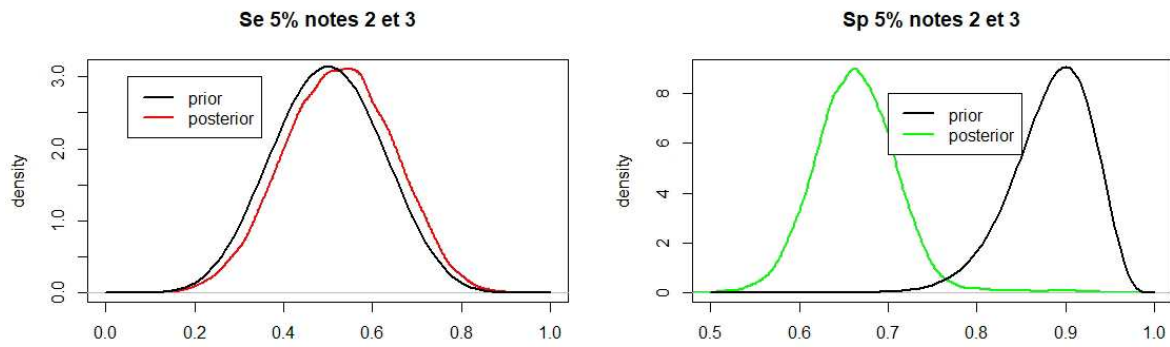 Se 5% notes 2 et 3
density
3.0
2.0
1.0
0.0
prior
posterior
0.0 0.2 0.4 0.6 0.8 1.0
Sp 5% notes 2 et 3
density
8
6
4
2
0
prior
posterior
0.5 0.6 0.7 0.8 0.9 1.0